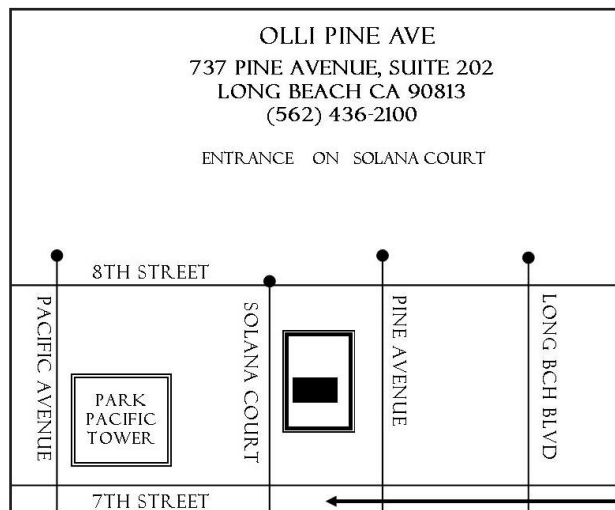 OLLI PINE AVE
737 PINE AVENUE, SUITE 202
LONG BEACH CA 90813
(562) 436-2100
ENTRANCE ON SOLANA COURT
8TH STREET
PACIFIC AVENUE
SOLANA COURT
PINE AVENUE
LONG BCH BLVD
PARK
PACIFIC
TOWER
7TH STREET